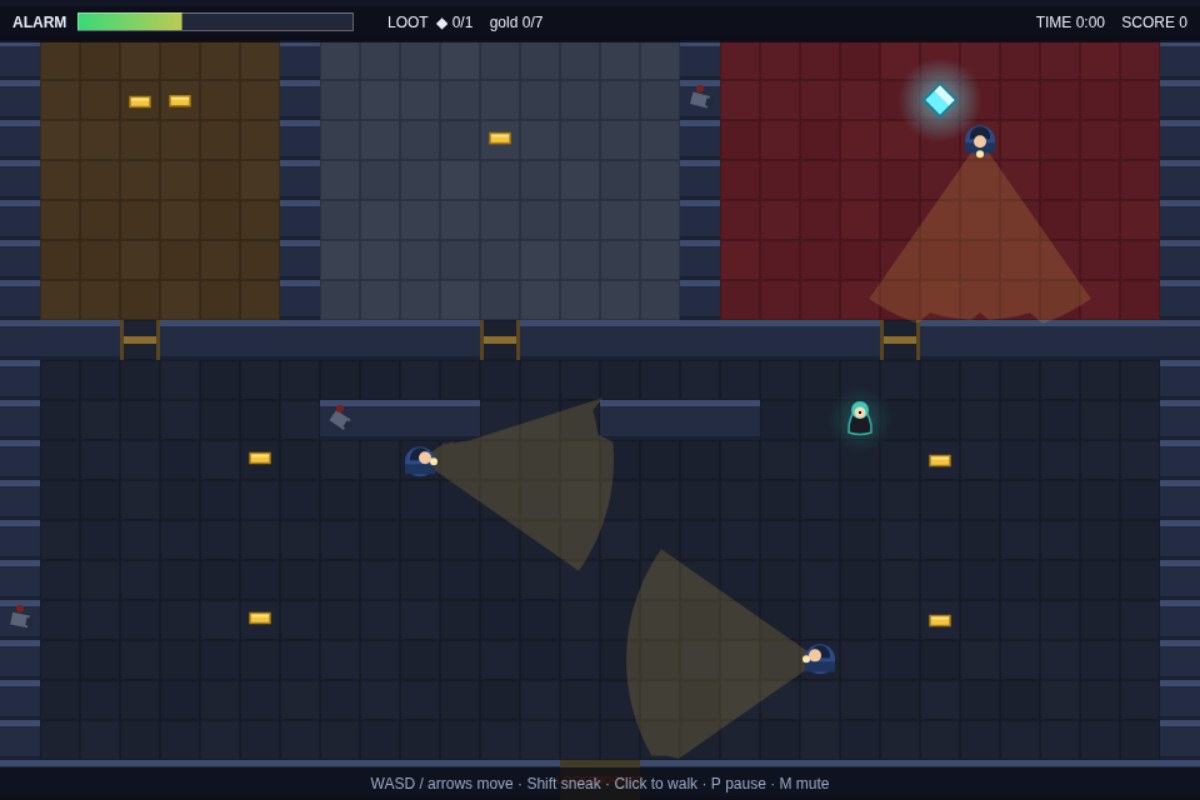 ALARM LOOT ◆ 0/1 gold 0/7 TIME 0:00 SCORE 0
WASD / arrows move · Shift sneak · Click to walk · P pause · M mute